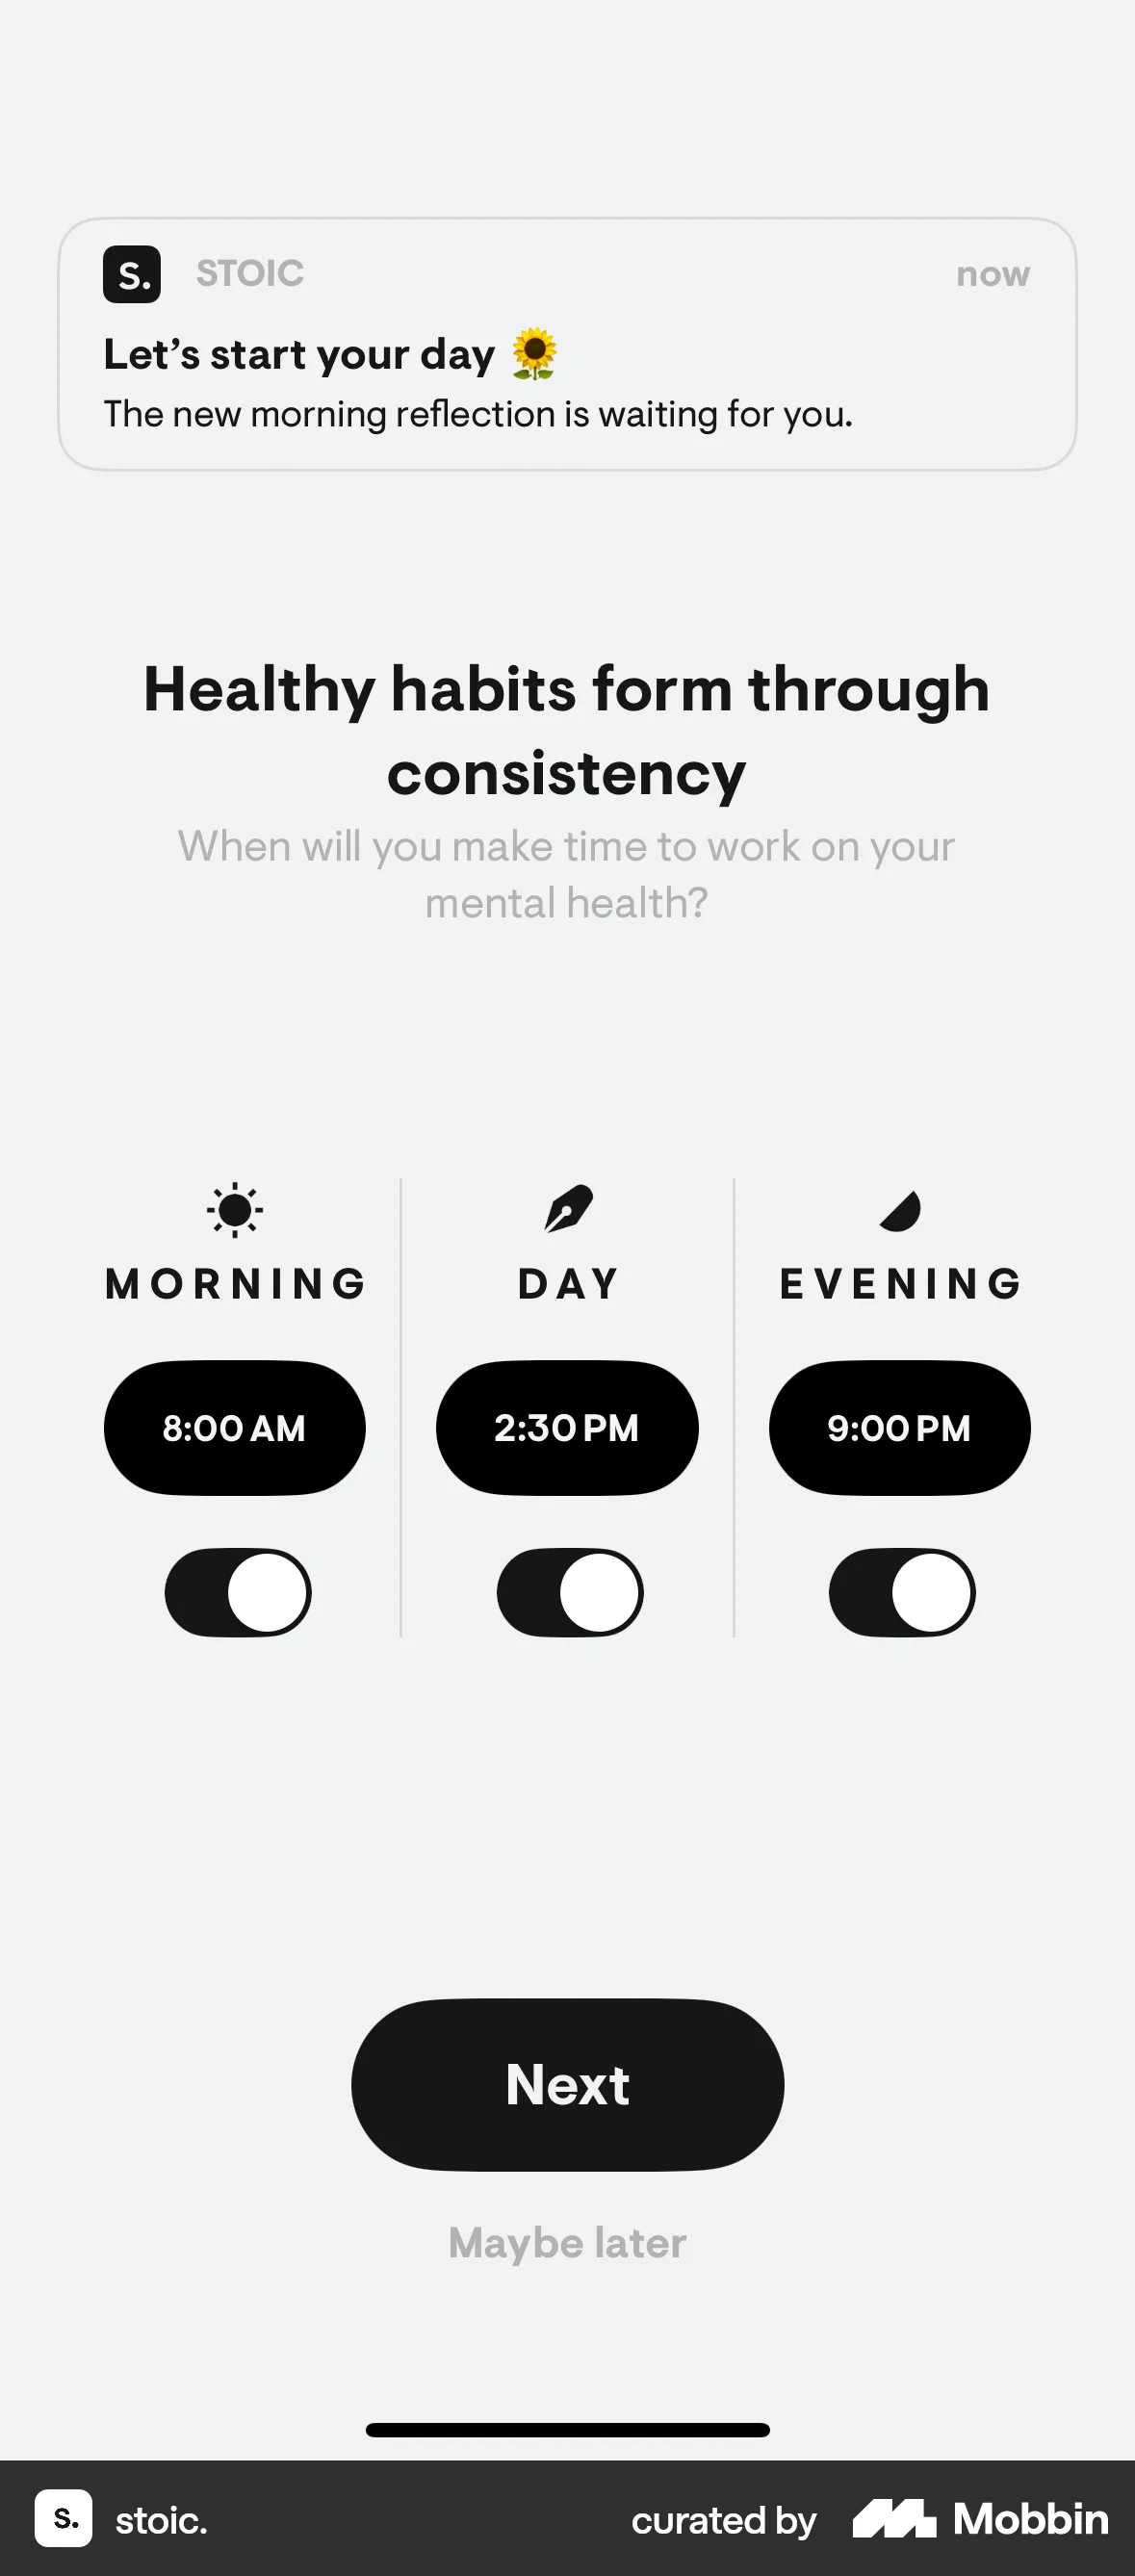 S. STOIC now
Let’s start your day 🌻
The new morning reflection is waiting for you.
Healthy habits form through
consistency
When will you make time to work on your
mental health?
MORNING DAY EVENING
8:00 AM 2:30 PM 9:00 PM
Next
Maybe later
S. stoic. curated by Mobbin